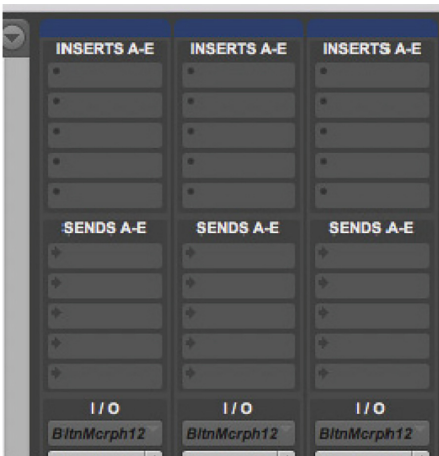 INSERTS A-E INSERTS A-E INSERTS A-E
SENDS A-E SENDS A-E SENDS A-E
I / O I / O I / O
BltnMcrph12 BltnMcrph12 BltnMcrph12